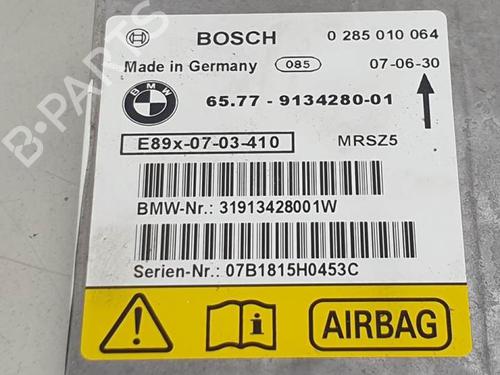 BOSCH 0 285 010 064
Made in Germany 085 07-06-30
BMW
65.77 - 9134280-01
E89x-07-03-410 MRSZ5
BMW-Nr.: 31913428001W
Serien-Nr.: 07B1815H0453C
AIRBAG
B-PARTS